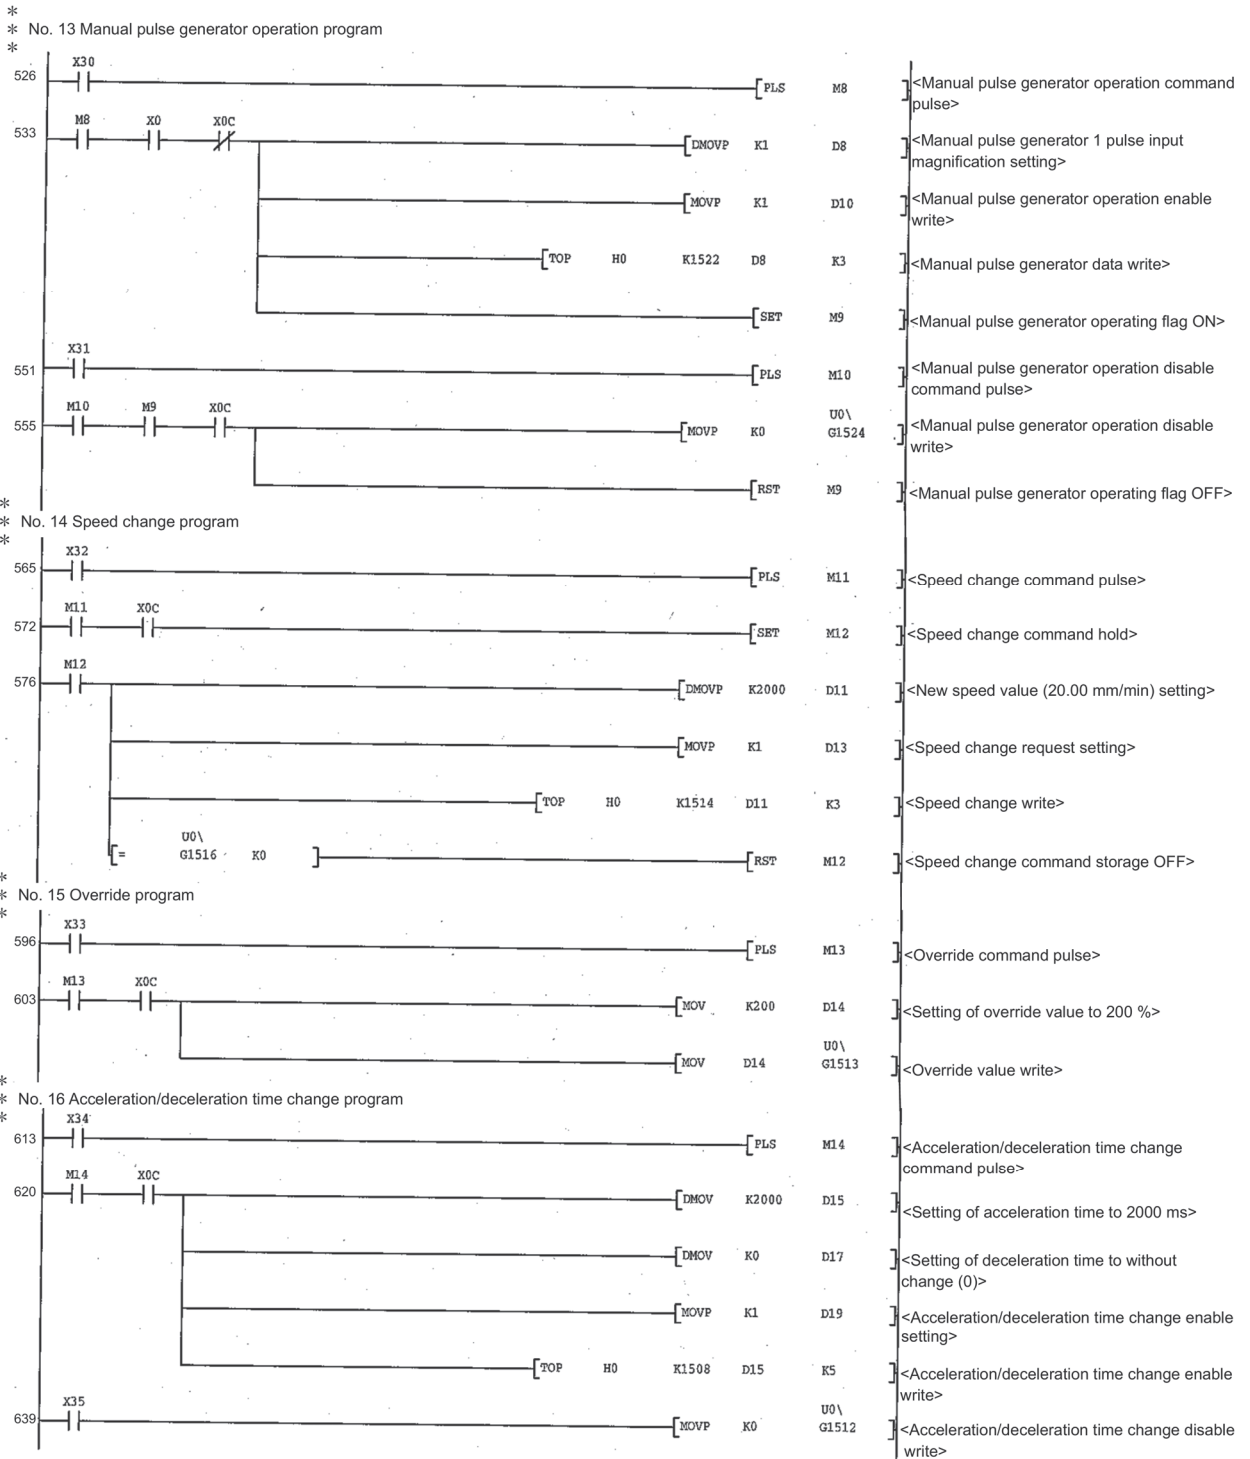 *
* No. 13 Manual pulse generator operation program
*
X30
526 PLS M8 <Manual pulse generator operation command
pulse>
M8 X0 X0C
533 DMOVP K1 D8 <Manual pulse generator 1 pulse input
magnification setting>
MOVP K1 D10 <Manual pulse generator operation enable
write>
TOP H0 K1522 D8 K3 <Manual pulse generator data write>
SET M9 <Manual pulse generator operating flag ON>
X31
551 PLS M10 <Manual pulse generator operation disable
command pulse>
M10 M9 X0C U0\
555 MOVP K0 G1524 <Manual pulse generator operation disable
write>
RST M9 <Manual pulse generator operating flag OFF>
*
* No. 14 Speed change program
*
X32
565 PLS M11 <Speed change command pulse>
M11 X0C
572 SET M12 <Speed change command hold>
M12
576 DMOVP K2000 D11 <New speed value (20.00 mm/min) setting>
MOVP K1 D13 <Speed change request setting>
TOP H0 K1514 D11 K3 <Speed change write>
U0\
= G1516 K0 RST M12 <Speed change command storage OFF>
*
* No. 15 Override program
*
X33
596 PLS M13 <Override command pulse>
M13 X0C
603 MOV K200 D14 <Setting of override value to 200 %>
U0\
MOV D14 G1513 <Override value write>
*
* No. 16 Acceleration/deceleration time change program
*
X34
613 PLS M14 <Acceleration/deceleration time change
command pulse>
M14 X0C
620 DMOV K2000 D15 <Setting of acceleration time to 2000 ms>
DMOV K0 D17 <Setting of deceleration time to without
change (0)>
MOVP K1 D19 <Acceleration/deceleration time change enable
setting>
TOP H0 K1508 D15 K5 <Acceleration/deceleration time change enable
write>
X35 U0\
639 MOVP K0 G1512 <Acceleration/deceleration time change disable
write>